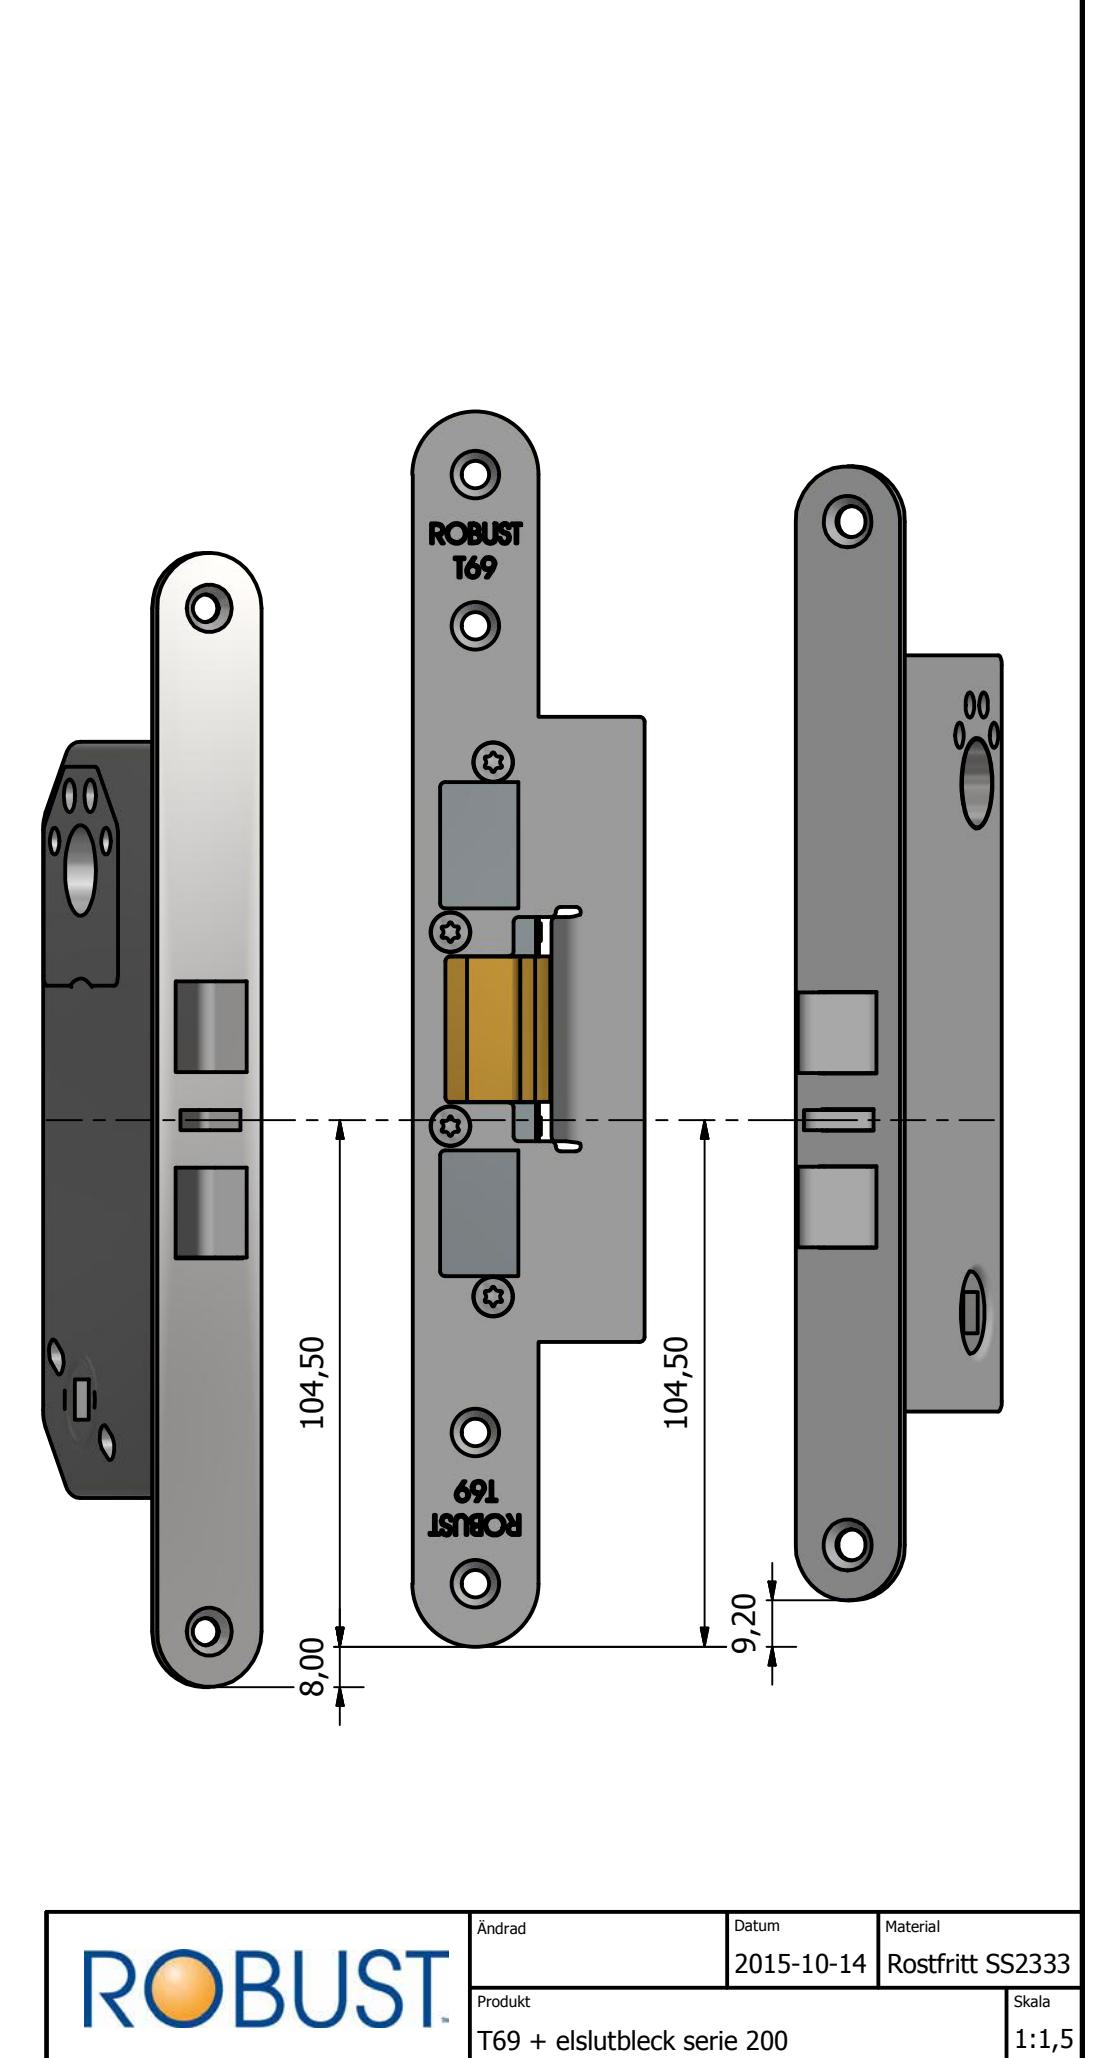 ROBUST
T69
104,50
104,50
T69
ROBUST
9,20
8,00
ROBUST
Ändrad
Datum
2015-10-14
Material
Rostfritt SS2333
Produkt
T69 + elslutbleck serie 200
Skala
1:1,5